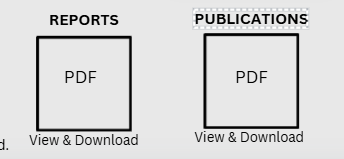 REPORTS
PDF
View & Download
PUBLICATIONS
PDF
View & Download
d.